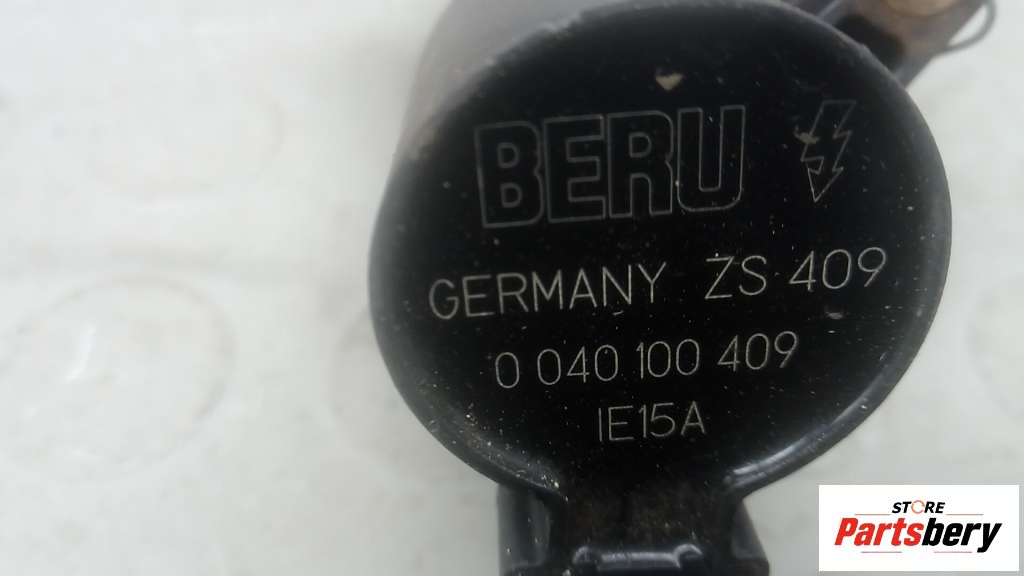 BERU
GERMANY ZS 409
0 040 100 409
IE15A
STORE
Partsbery